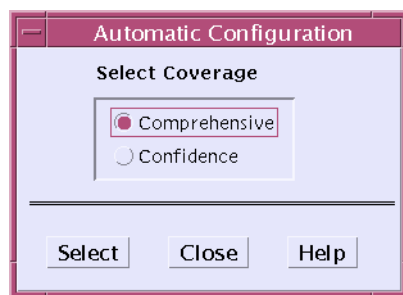 Automatic Configuration
Select Coverage
Comprehensive
Confidence
Select Close Help